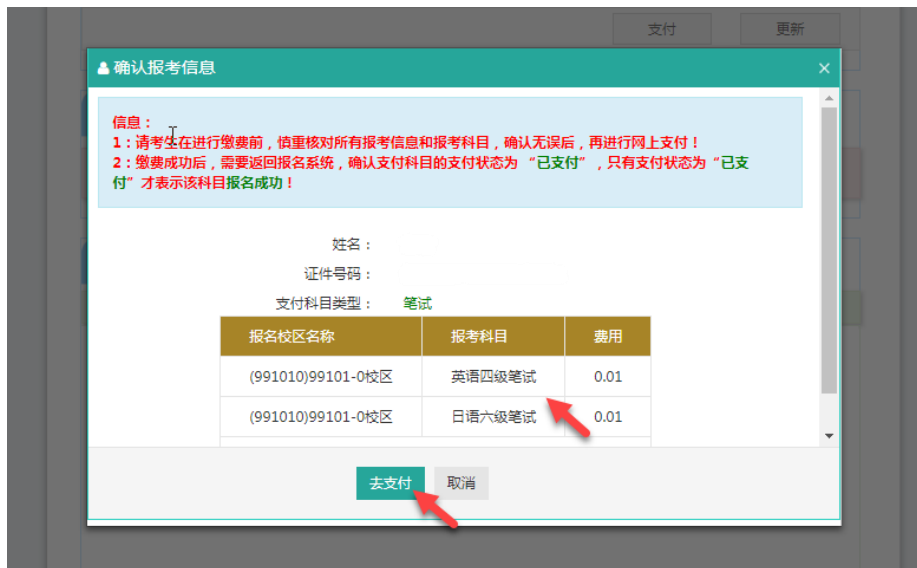 支付 更新
确认报考信息 ×
信息：
1：请考生在进行缴费前，慎重核对所有报考信息和报考科目，确认无误后，再进行网上支付！
2：缴费成功后，需要返回报名系统，确认支付科目的支付状态为 “已支付” ，只有支付状态为“已支
付”才表示该科目报名成功！
姓名：
证件号码：
支付科目类型： 笔试
报名校区名称 报考科目 费用
(991010)99101-0校区 英语四级笔试 0.01
(991010)99101-0校区 日语六级笔试 0.01
去支付 取消